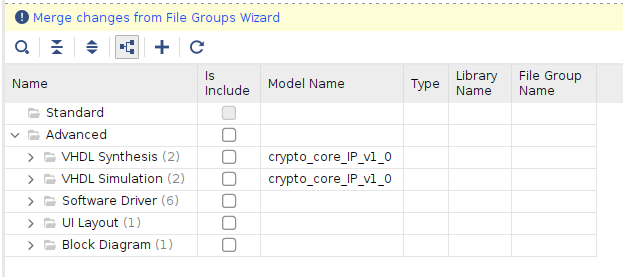 Merge changes from File Groups Wizard
Name Is Include Model Name Type Library Name File Group Name
Standard
Advanced
VHDL Synthesis (2) crypto_core_IP_v1_0
VHDL Simulation (2) crypto_core_IP_v1_0
Software Driver (6)
UI Layout (1)
Block Diagram (1)